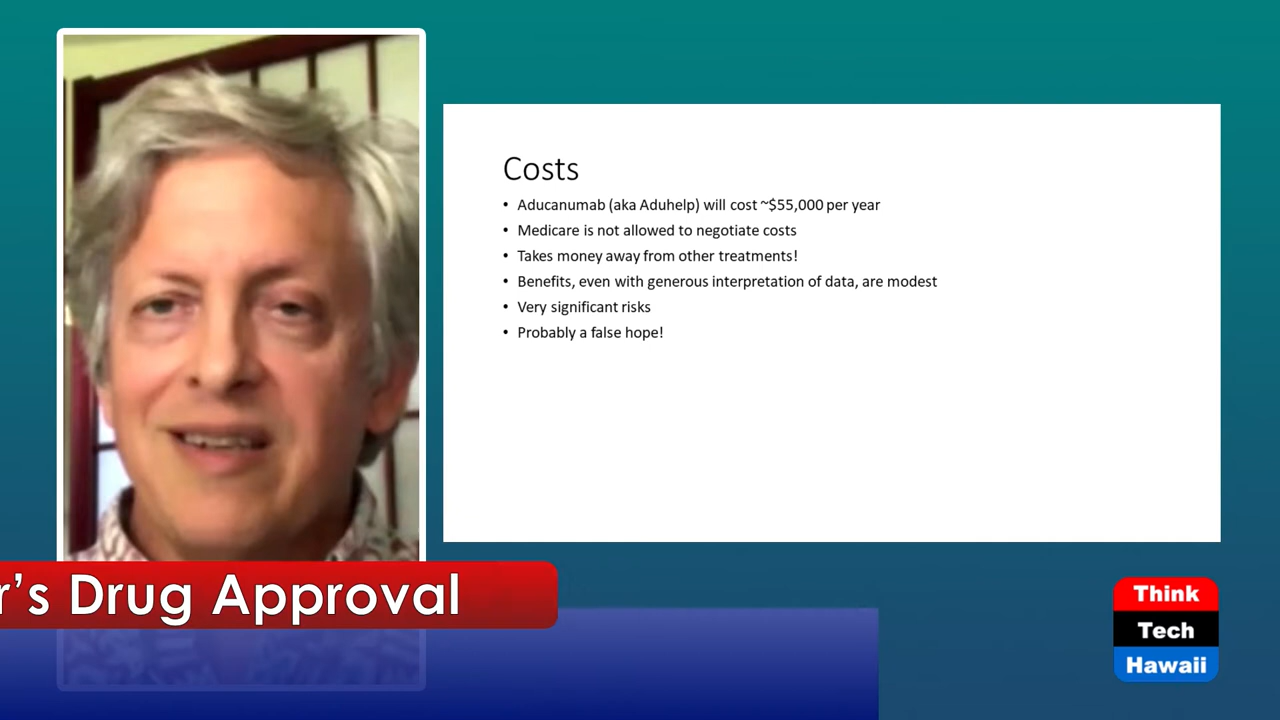 Costs
• Aducanumab (aka Aduhelp) will cost ~$55,000 per year
• Medicare is not allowed to negotiate costs
• Takes money away from other treatments!
• Benefits, even with generous interpretation of data, are modest
• Very significant risks
• Probably a false hope!
r’s Drug Approval
Think
Tech
Hawaii